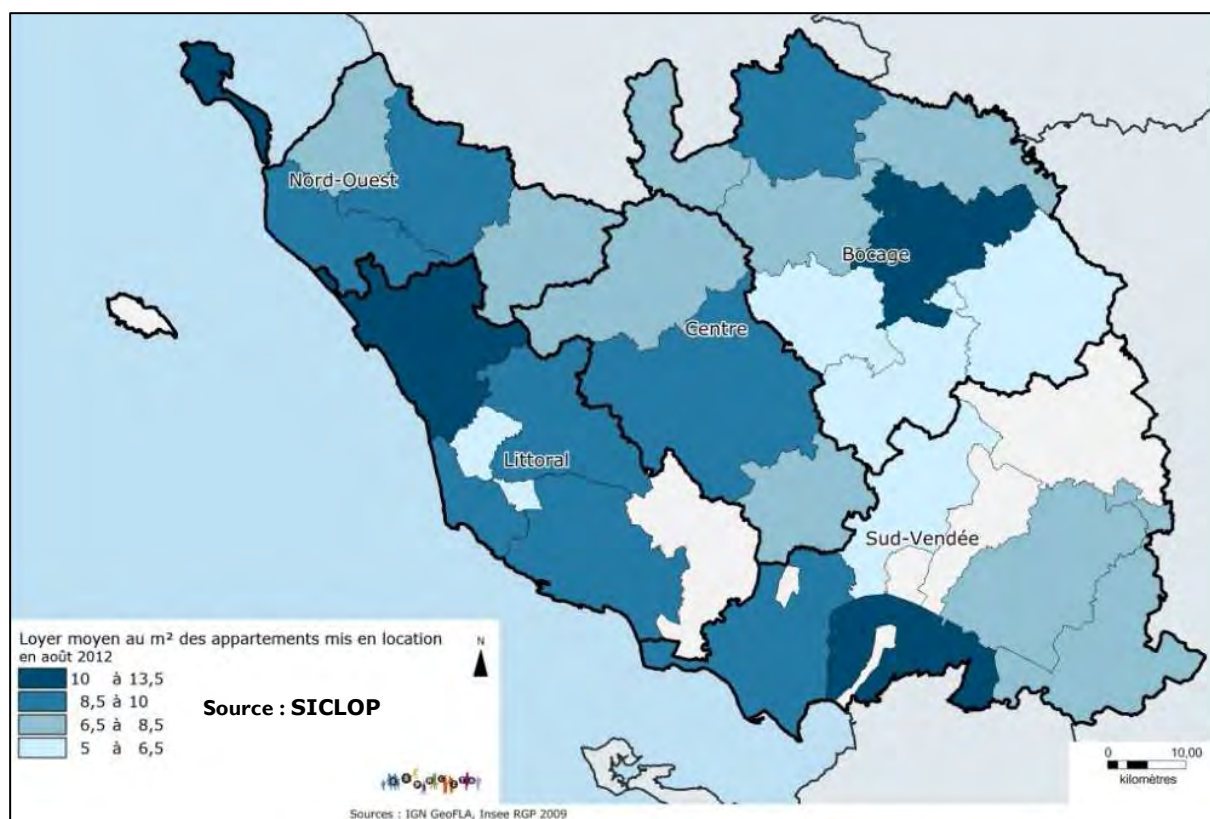 Nord-Ouest
Bocage
Centre
Littoral
Sud-Vendée
Loyer moyen au m² des appartements mis en location
en août 2012
10 à 13,5
8,5 à 10
6,5 à 8,5
5 à 6,5
N
Source : SICLOP
0 10,00
kilomètres
Sources : IGN GeoFLA, Insee RGP 2009